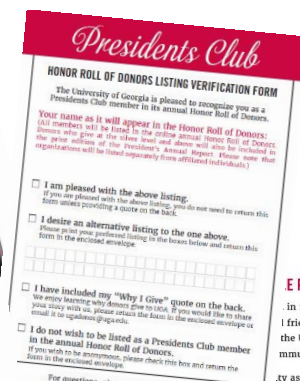 Presidents Club
HONOR ROLL OF DONORS LISTING VERIFICATION FORM
The University of Georgia is pleased to recognize you as a
Presidents Club member in its annual Honor Roll of Donors.
Your name as it will appear in the Honor Roll of Donors:
(All members will be listed in the online annual Honor Roll of Donors.
Donors who give at the silver level and above will also be included in
the print edition of the President's Annual Report. Please note that
organizations will be listed separately from affiliated individuals.)
I am pleased with the above listing.
If you are pleased with the above listing, you do not need to return this
form unless providing a quote on the back.
I desire an alternative listing to the one above.
Please print your preferred listing in the boxes below and return this
form in the enclosed envelope.
I have included my "Why I Give" quote on the back.
We enjoy learning why donors give to UGA. If you would like to share
your story with us, please return the form in the enclosed envelope or
email it to ugadonors@uga.edu.
I do not wish to be listed as a Presidents Club member
in the annual Honor Roll of Donors.
If you wish to be anonymous, please check this box and return the
form in the enclosed envelope.
For questions
in
the